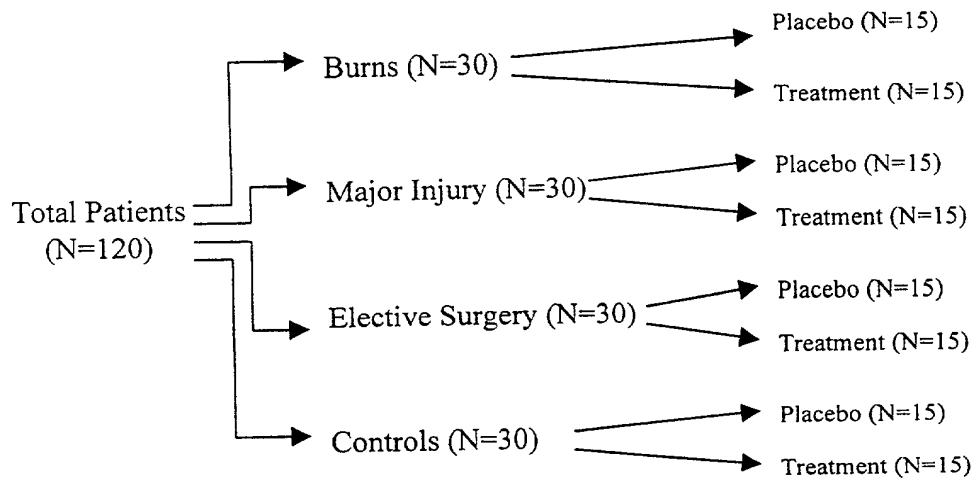 Placebo (N=15)
Burns (N=30)
Treatment (N=15)
Placebo (N=15)
Major Injury (N=30)
Treatment (N=15)
Total Patients
(N=120)
Placebo (N=15)
Elective Surgery (N=30)
Treatment (N=15)
Placebo (N=15)
Controls (N=30)
Treatment (N=15)